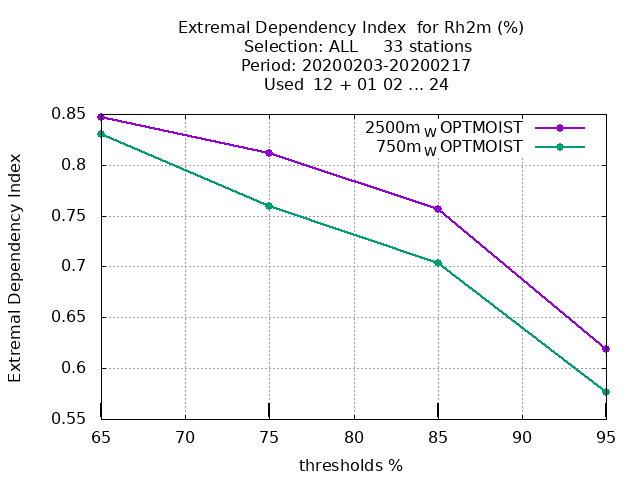 Extremal Dependency Index  for Rh2m (%)
Selection: ALL     33 stations
Period: 20200203-20200217
Used  12 + 01 02 ... 24
2500m W OPTMOIST
750m W OPTMOIST
Extremal Dependency Index
0.85
0.8
0.75
0.7
0.65
0.6
0.55
65 70 75 80 85 90 95
thresholds %